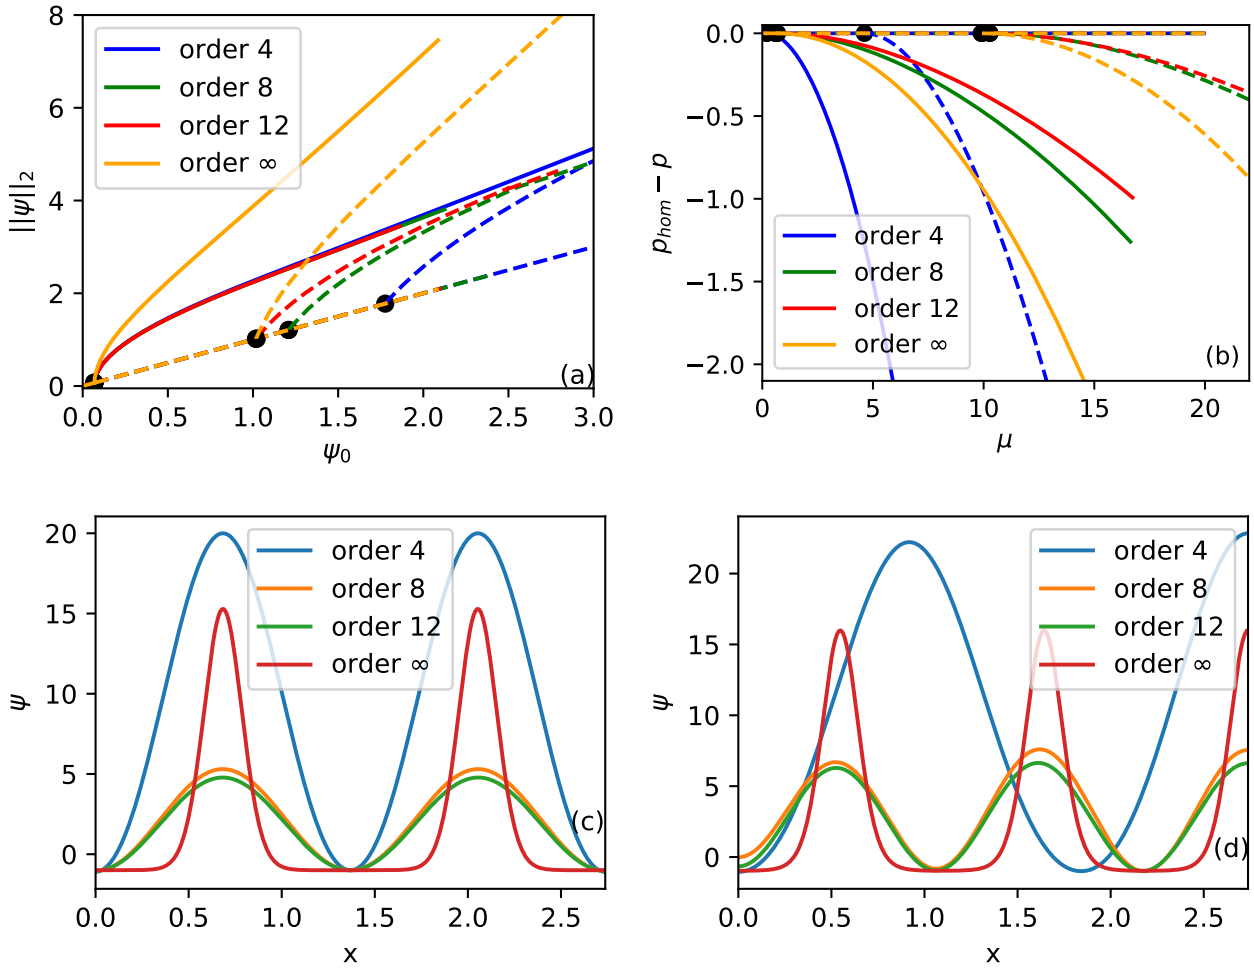 8
6
4
2
0
||ψ||₂
order 4
order 8
order 12
order ∞
(a)
0.0 0.5 1.0 1.5 2.0 2.5 3.0
ψ₀
0.0
−0.5
−1.0
−1.5
−2.0
p_hom − p
order 4
order 8
order 12
order ∞
(b)
0 5 10 15 20
μ
20
15
10
5
0
ψ
order 4
order 8
order 12
order ∞
(c)
0.0 0.5 1.0 1.5 2.0 2.5
x
20
15
10
5
0
ψ
order 4
order 8
order 12
order ∞
(d)
0.0 0.5 1.0 1.5 2.0 2.5
x